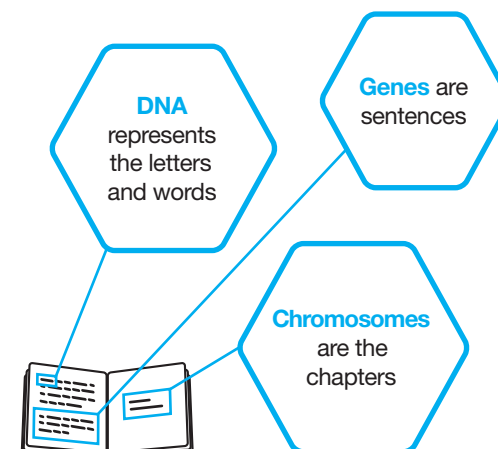 DNA
represents
the letters
and words
Genes are
sentences
Chromosomes
are the
chapters